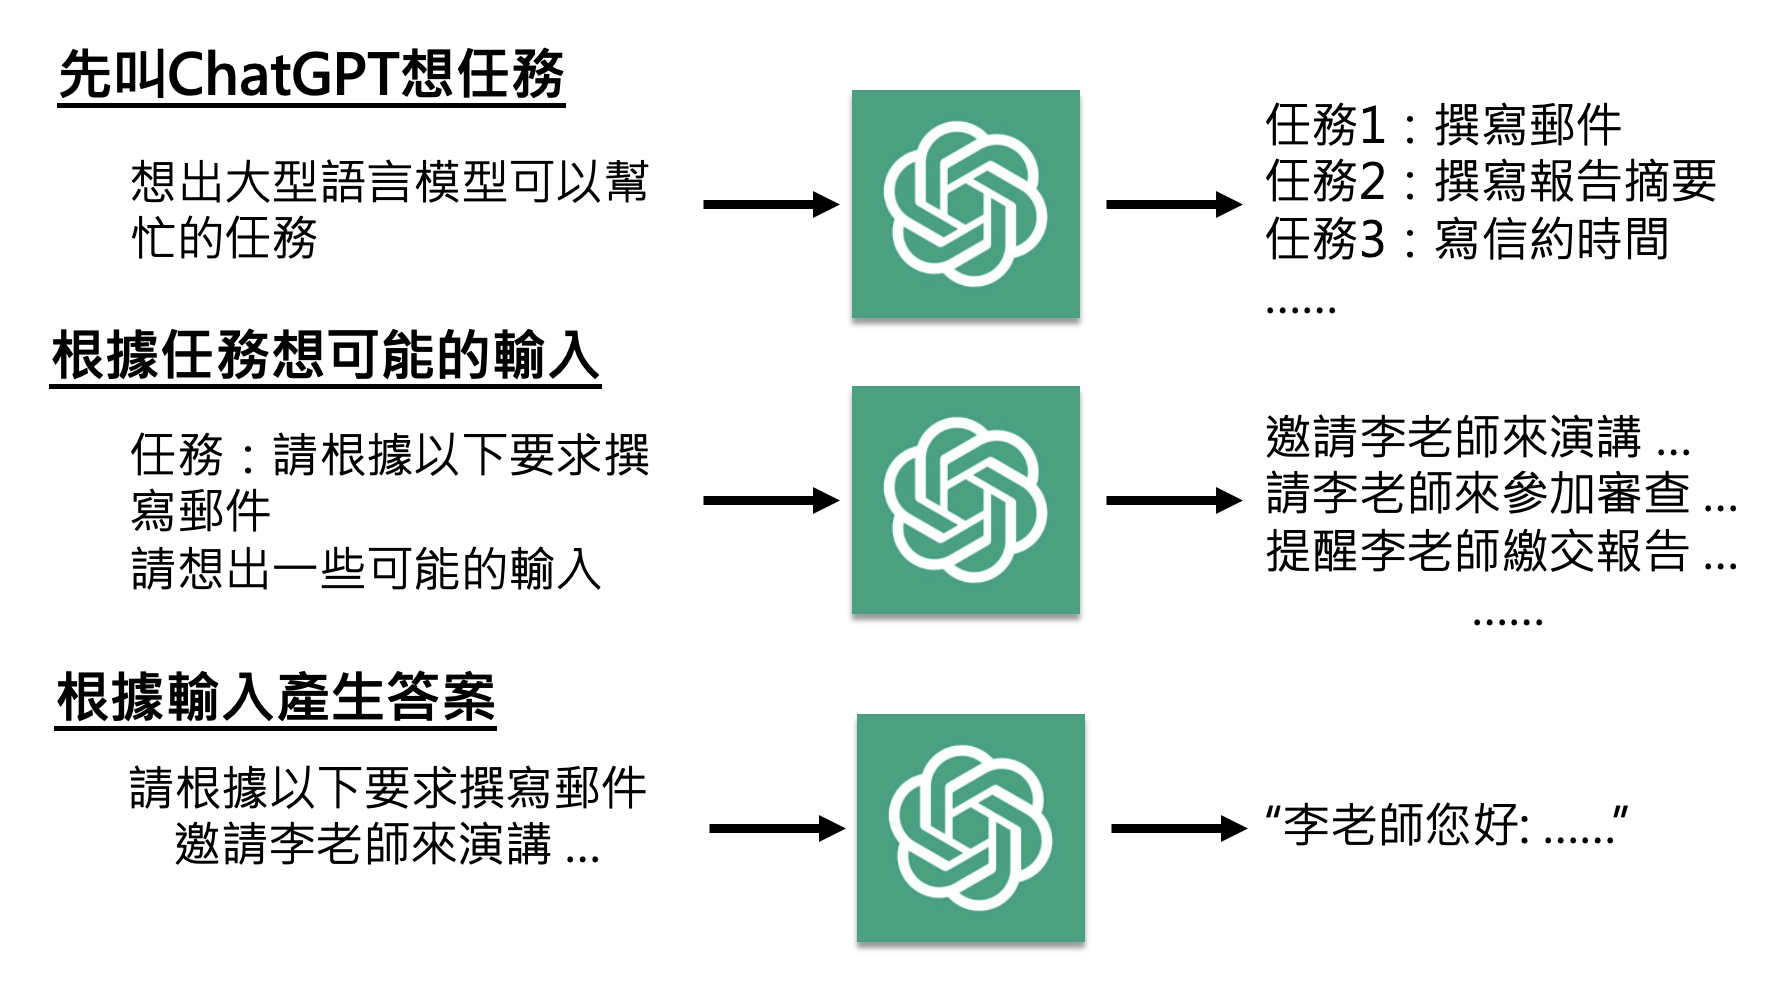 先叫ChatGPT想任務
想出大型語言模型可以幫
忙的任務
任務1：撰寫郵件
任務2：撰寫報告摘要
任務3：寫信約時間
……
根據任務想可能的輸入
任務：請根據以下要求撰
寫郵件
請想出一些可能的輸入
邀請李老師來演講 …
請李老師來參加審查 …
提醒李老師繳交報告 …
……
根據輸入產生答案
請根據以下要求撰寫郵件
邀請李老師來演講 …
“李老師您好: ……”